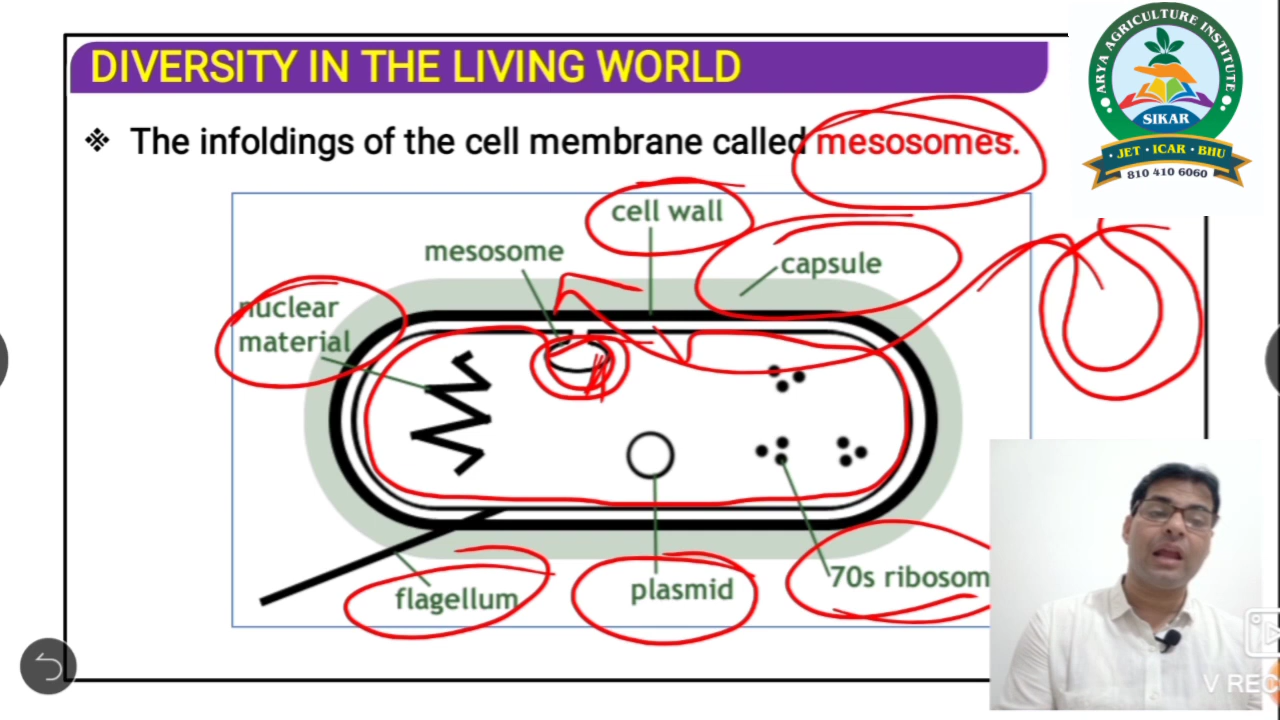 DIVERSITY IN THE LIVING WORLD
❖ The infoldings of the cell membrane called mesosomes.
ARYA AGRICULTURE INSTITUTE
SIKAR
· JET · ICAR · BHU
810 410 6060
cell wall
mesosome
capsule
nuclear
material
70s ribosom
plasmid
flagellum
V REC